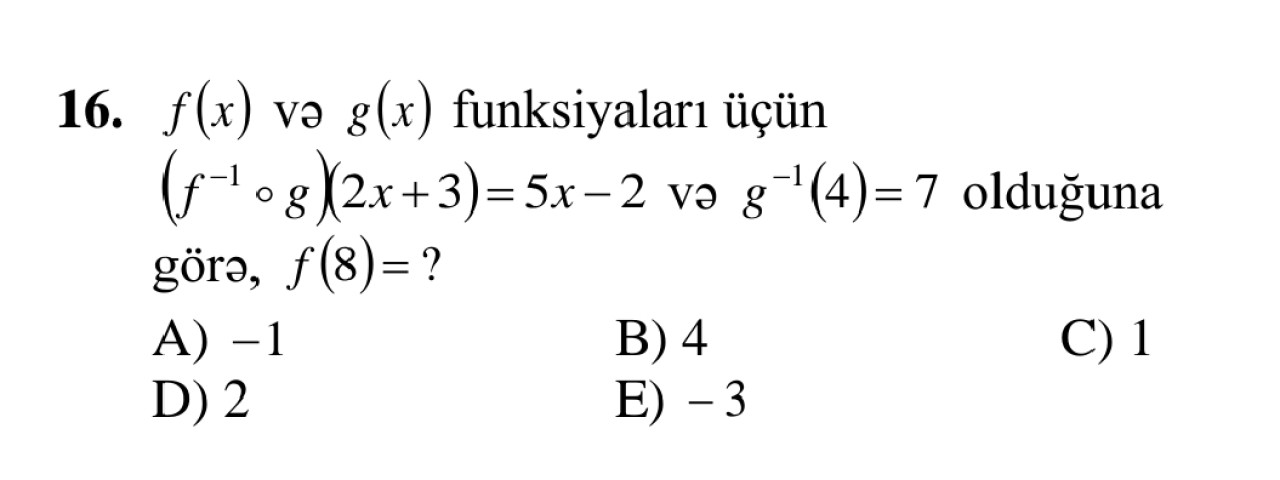 16. f(x) və g(x) funksiyaları üçün
(f⁻¹ ∘ g)(2x + 3) = 5x − 2 və g⁻¹(4) = 7 olduğuna
görə, f(8) = ?
A) −1 B) 4 C) 1
D) 2 E) −3